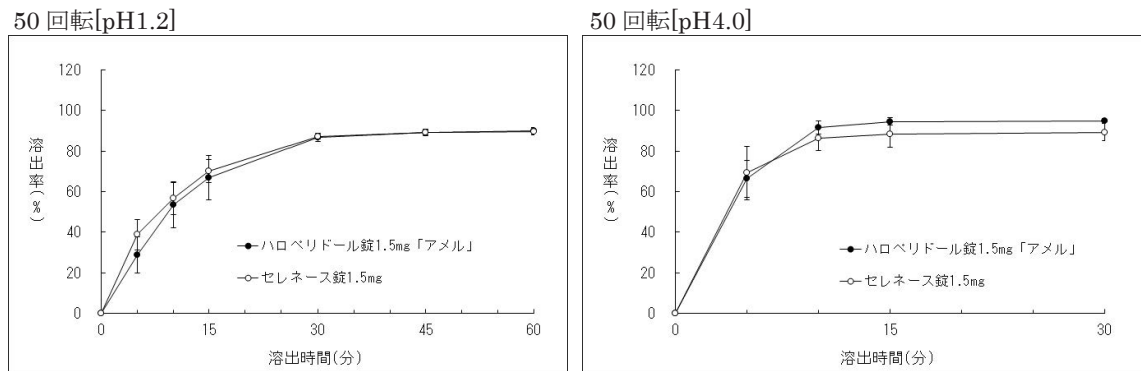 50 回転[pH1.2]
120
100
80
60
40
20
0
溶出率(%)
ハロペリドール錠1.5mg「アメル」
セレネース錠1.5mg
0 15 30 45 60
溶出時間(分)
50 回転[pH4.0]
120
100
80
60
40
20
0
溶出率(%)
ハロペリドール錠1.5mg「アメル」
セレネース錠1.5mg
0 15 30
溶出時間(分)